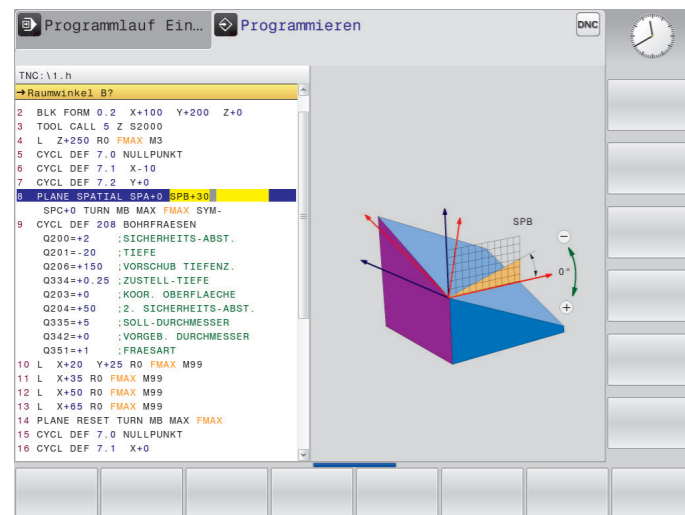 Programmlauf Ein… Programmieren DNC
TNC:\1.h
→Raumwinkel B?
2 BLK FORM 0.2 X+100 Y+200 Z+0
3 TOOL CALL 5 Z S2000
4 L Z+250 R0 FMAX M3
5 CYCL DEF 7.0 NULLPUNKT
6 CYCL DEF 7.1 X-10
7 CYCL DEF 7.2 Y+0
8 PLANE SPATIAL SPA+0 SPB+30
SPC+0 TURN MB MAX FMAX SYM-
9 CYCL DEF 208 BOHRFRAESEN
Q200=+2 ;SICHERHEITS-ABST.
Q201=-20 ;TIEFE
Q206=+150 ;VORSCHUB TIEFENZ.
Q334=+0.25 ;ZUSTELL-TIEFE
Q203=+0 ;KOOR. OBERFLAECHE
Q204=+50 ;2. SICHERHEITS-ABST.
Q335=+5 ;SOLL-DURCHMESSER
Q342=+0 ;VORGEB. DURCHMESSER
Q351=+1 ;FRAESART
10 L X+20 Y+25 R0 FMAX M99
11 L X+35 R0 FMAX M99
12 L X+50 R0 FMAX M99
13 L X+65 R0 FMAX M99
14 PLANE RESET TURN MB MAX FMAX
15 CYCL DEF 7.0 NULLPUNKT
16 CYCL DEF 7.1 X+0
SPB
−
0°
+